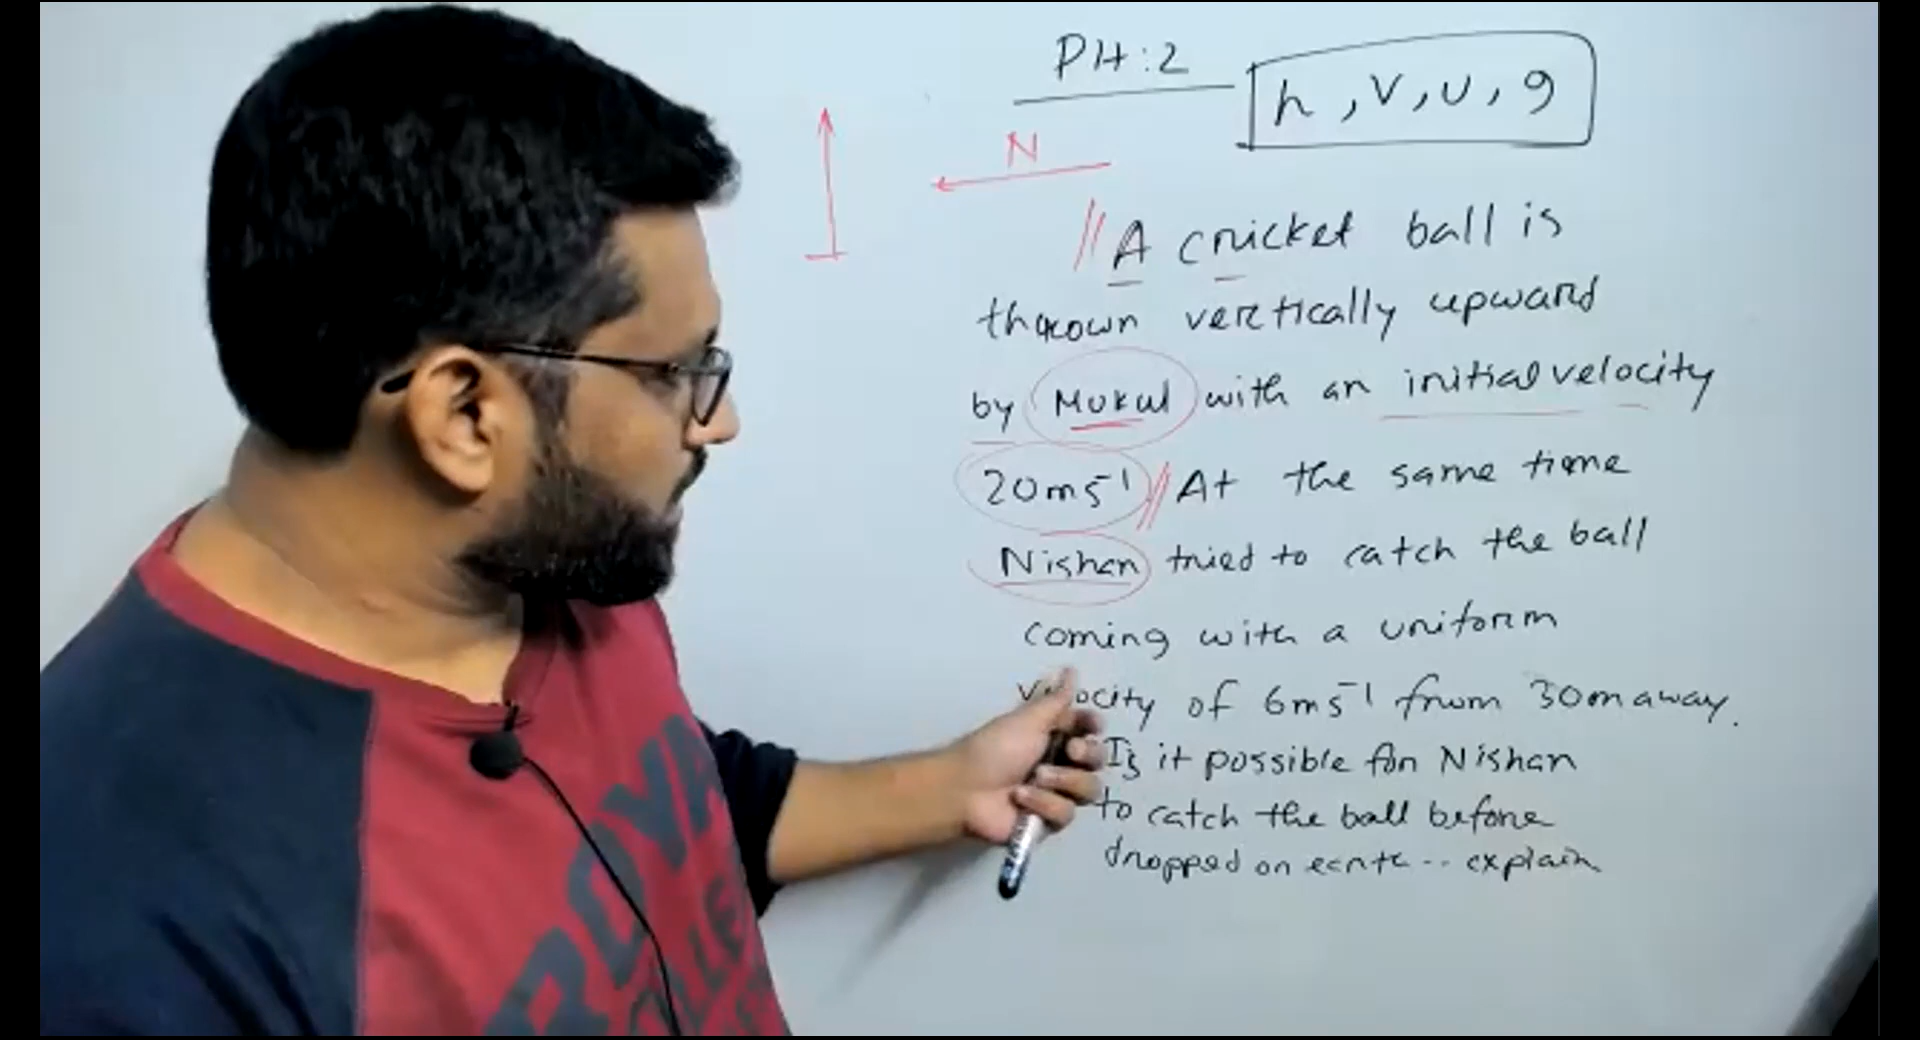 PH:2
h, v, u, g
N
A cricket ball is
thrown vertically upward
by Mukul with an initial velocity
20ms⁻¹ At the same time
Nishan tried to catch the ball
coming with a uniform
velocity of 6ms⁻¹ from 30m away.
Is it possible for Nishan
to catch the ball before
dropped on earth -- explain
ROYA